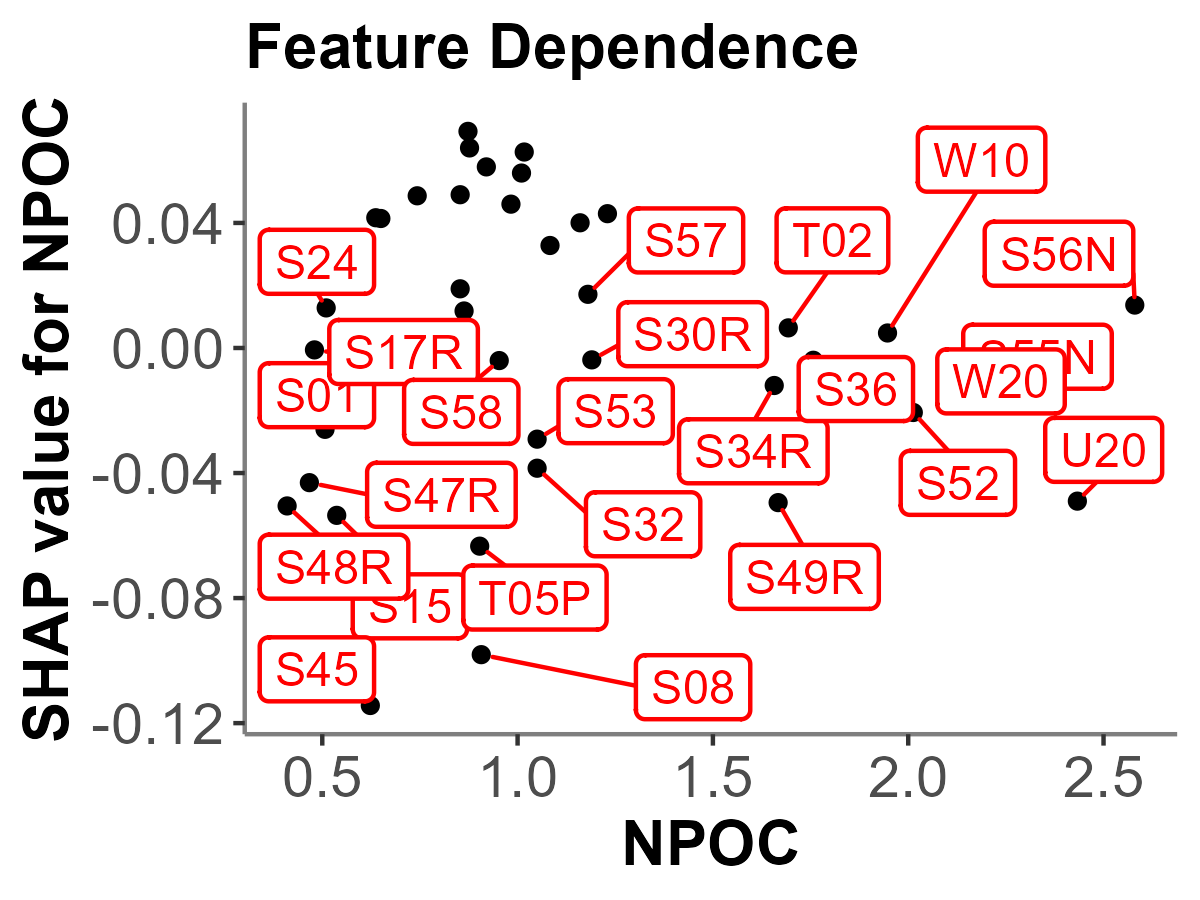 Feature Dependence
SHAP value for NPOC
0.04
0.00
-0.04
-0.08
-0.12
W10
S57
T02
S56N
S24
S30R
S17R
S55N
W20
S36
S01
S58
S53
S34R
U20
S52
S47R
S32
S48R
S49R
S15
T05P
S45
S08
0.5 1.0 1.5 2.0 2.5
NPOC